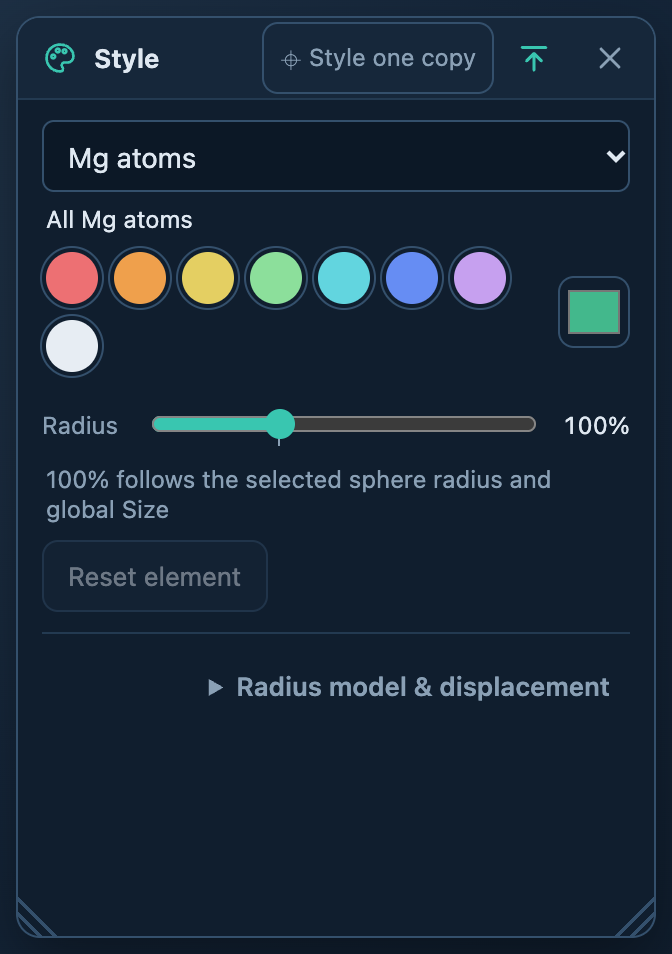 Style
Style one copy
Mg atoms
All Mg atoms
Radius
100%
100% follows the selected sphere radius and
global Size
Reset element
Radius model & displacement